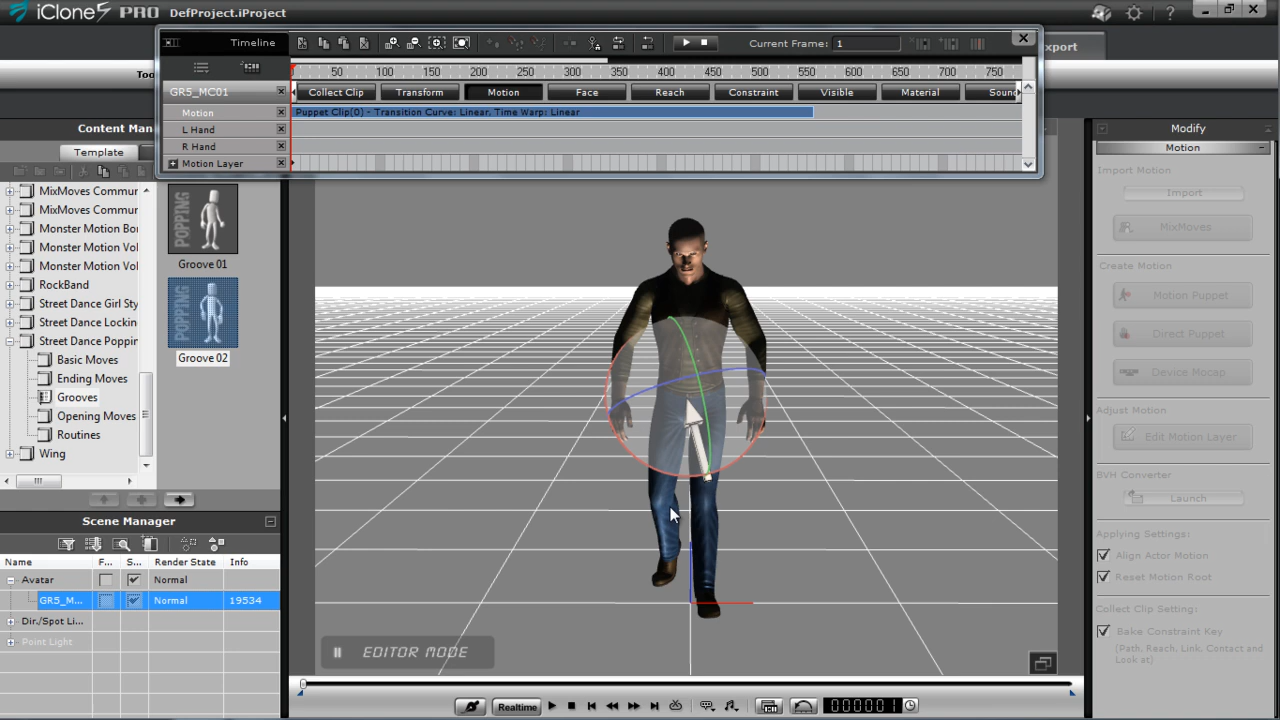 iClone5 PRO DefProject.iProject
Timeline
Current Frame: 1
xport
Too
50 100 150 200 250 300 350 400 450 500 550 600 650 700 750
GR5_MC01 Collect Clip Transform Motion Face Reach Constraint Visible Material Soun
Motion Puppet Clip(0) - Transition Curve: Linear, Time Warp: Linear
L Hand
R Hand
Motion Layer
Content Man
Template
MixMoves Commur
MixMoves Commur
Monster Motion Bor
Monster Motion Vol
Monster Motion Vol
RockBand
Street Dance Girl Sty
Street Dance Lockin
Street Dance Poppin
Basic Moves
Ending Moves
Grooves
Opening Moves
Routines
Wing
POPPING
Groove 01
POPPING
Groove 02
Scene Manager
Name F... S... Render State Info
Avatar Normal
GR5_M... Normal 19534
Dir./Spot Li...
Point Light
EDITOR MODE
Realtime
000001
Modify
Motion
Import Motion
Import
MixMoves
Create Motion
Motion Puppet
Direct Puppet
Device Mocap
Adjust Motion
Edit Motion Layer
BVH Converter
Launch
Applying Settings:
Align Actor Motion
Reset Motion Root
Collect Clip Setting:
Bake Constraint Key
(Path, Reach, Link, Contact and
Look at)